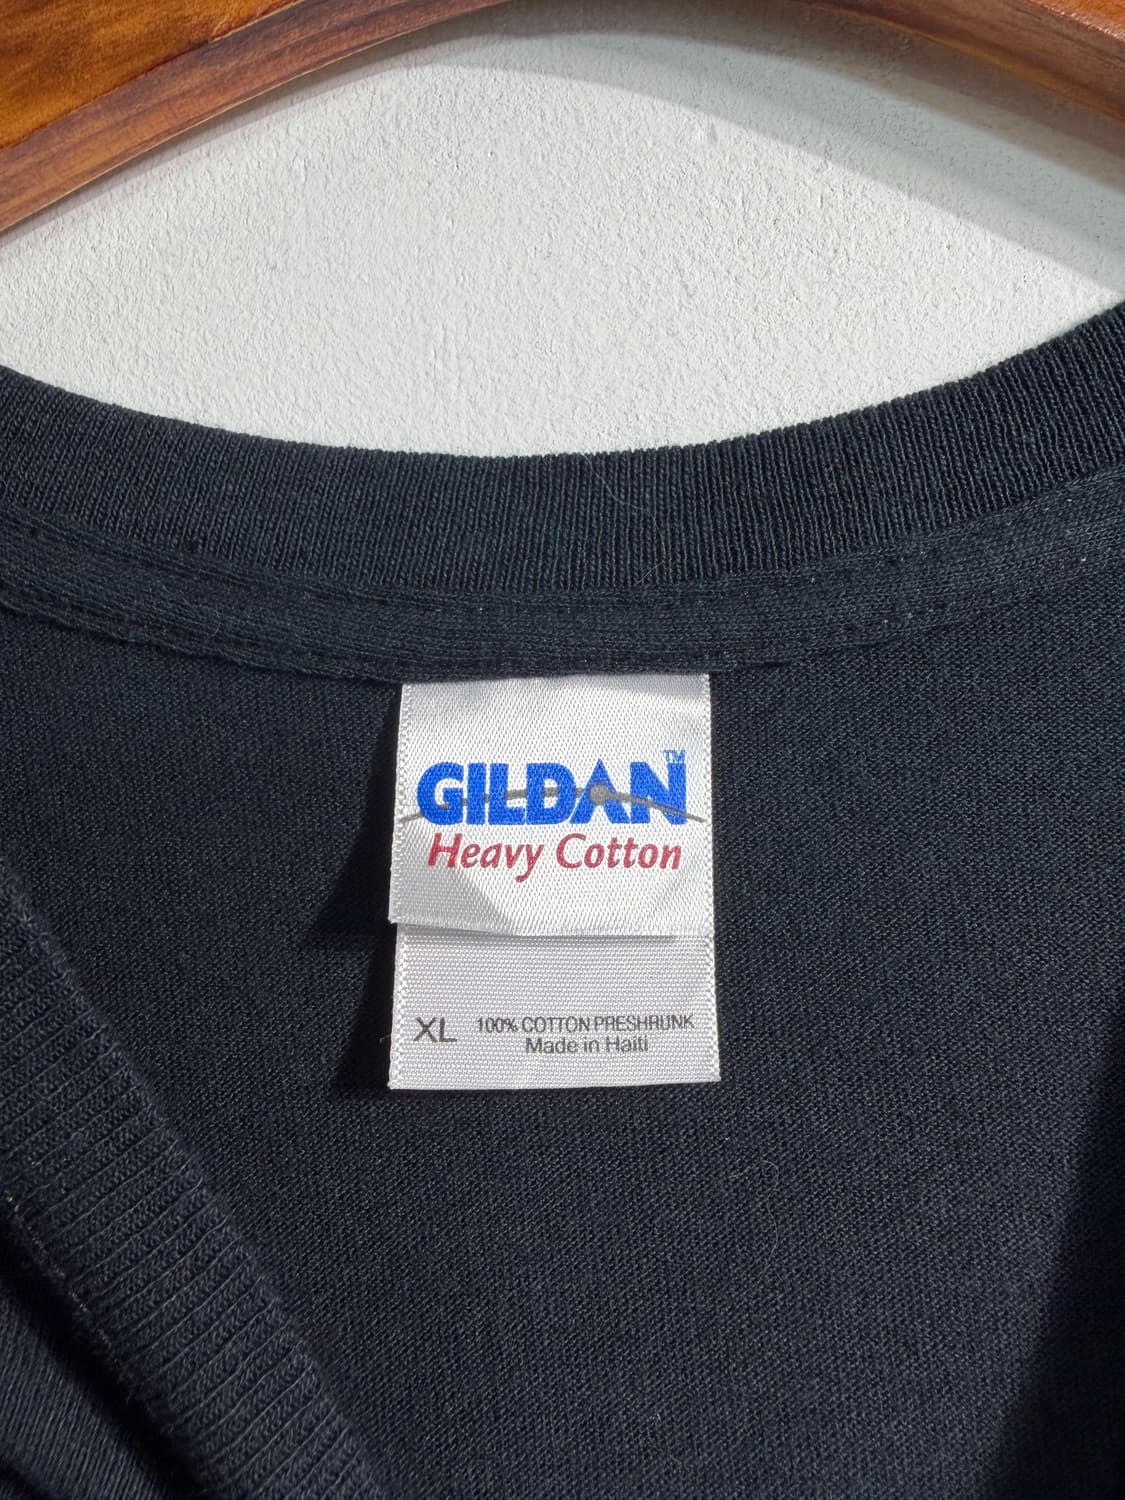 GILDAN™
Heavy Cotton
XL 100% COTTON PRESHRUNK
Made in Haiti